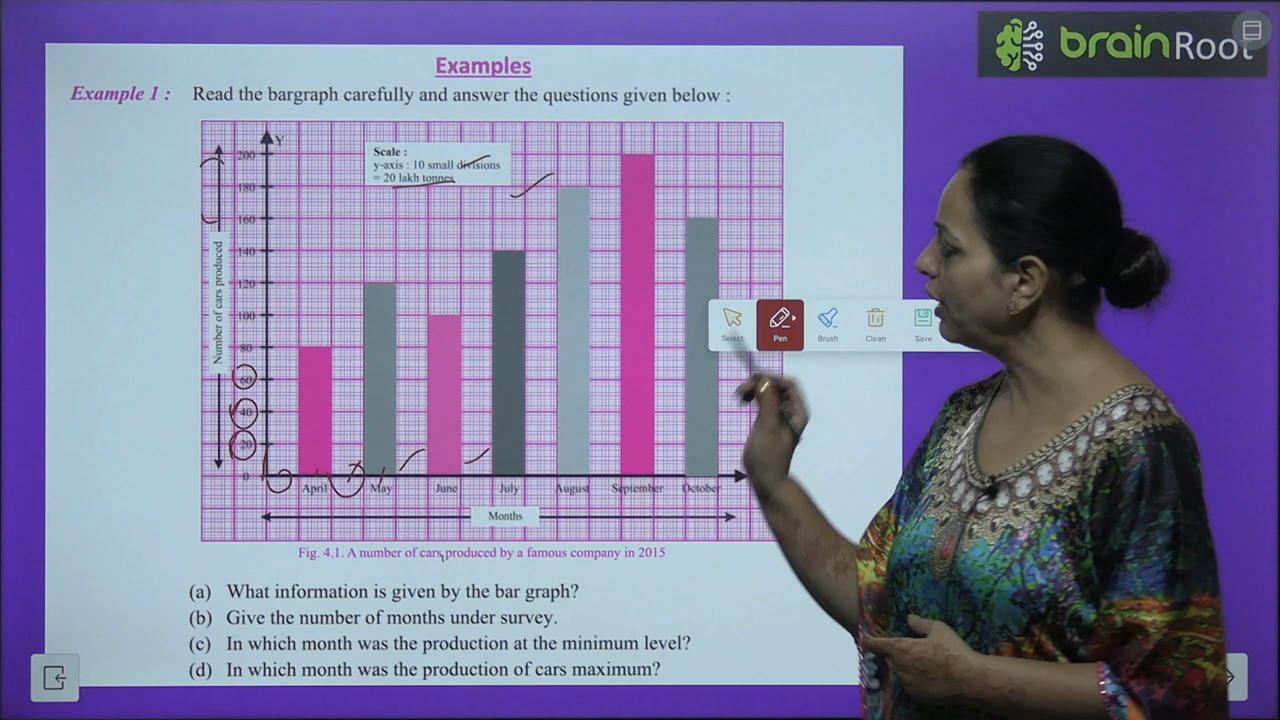 brainRoot
Examples
Example 1 : Read the bargraph carefully and answer the questions given below :
Y
Scale :
y-axis : 10 small divisions
= 20 lakh tonnes
200
180
160
140
120
100
80
60
40
20
0
Number of cars produced
April May June July August September October
Months
Select Pen Brush Clean Save
Fig. 4.1. A number of cars produced by a famous company in 2015
(a) What information is given by the bar graph?
(b) Give the number of months under survey.
(c) In which month was the production at the minimum level?
(d) In which month was the production of cars maximum?